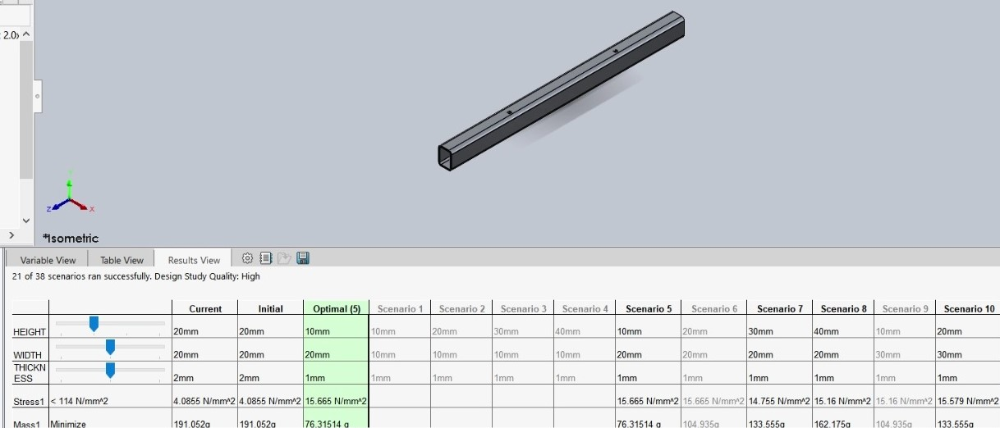 2.0x
Y
Z X
*Isometric
Variable View Table View Results View
21 of 38 scenarios ran successfully. Design Study Quality: High
Current Initial Optimal (5) Scenario 1 Scenario 2 Scenario 3 Scenario 4 Scenario 5 Scenario 6 Scenario 7 Scenario 8 Scenario 9 Scenario 10
HEIGHT 20mm 20mm 10mm 10mm 20mm 30mm 40mm 10mm 20mm 30mm 40mm 10mm 20mm
WIDTH 20mm 20mm 20mm 10mm 10mm 10mm 10mm 20mm 20mm 20mm 20mm 30mm 30mm
THICKN
ESS 2mm 2mm 1mm 1mm 1mm 1mm 1mm 1mm 1mm 1mm 1mm 1mm 1mm
Stress1 < 114 N/mm^2 4.0855 N/mm^2 4.0855 N/mm^2 15.665 N/mm^2 15.665 N/mm^2 15.665 N/mm^2 14.755 N/mm^2 15.16 N/mm^2 15.16 N/mm^2 15.579 N/mm^2
Mass1 Minimize 191.052g 191.052g 76.31514 g 76.31514 g 104.935g 133.555g 162.175g 104.935g 133.555g